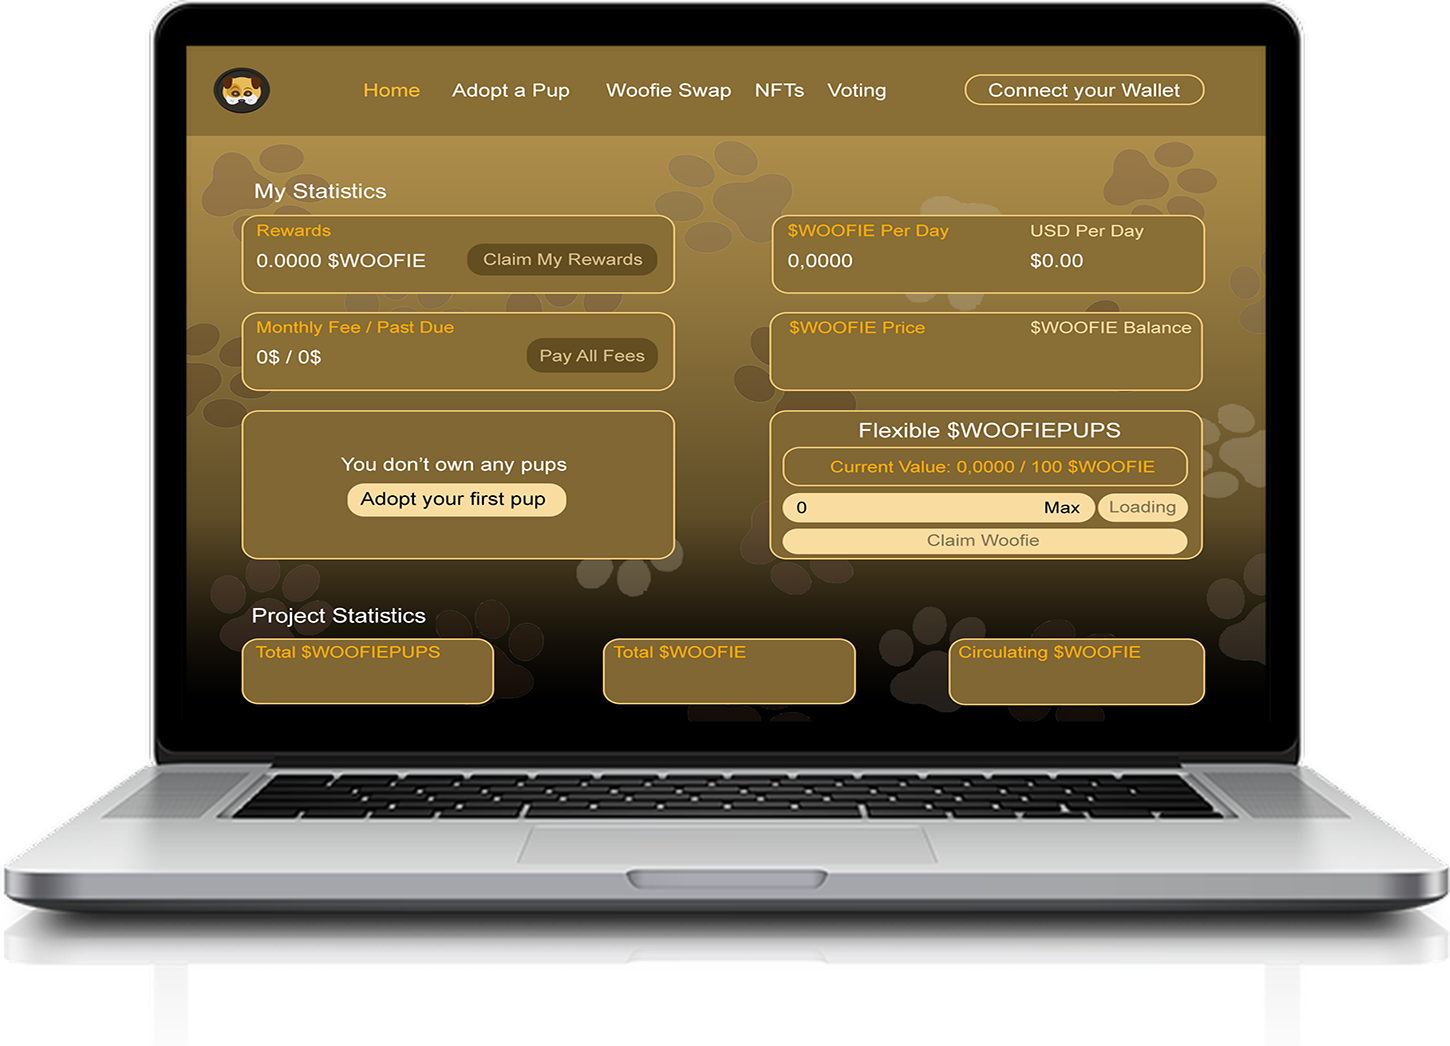 Home Adopt a Pup Woofie Swap NFTs Voting Connect your Wallet
My Statistics
Rewards
0.0000 $WOOFIE Claim My Rewards
$WOOFIE Per Day USD Per Day
0,0000 $0.00
Monthly Fee / Past Due
0$ / 0$ Pay All Fees
$WOOFIE Price $WOOFIE Balance
You don’t own any pups
Adopt your first pup
Flexible $WOOFIEPUPS
Current Value: 0,0000 / 100 $WOOFIE
0 Max Loading
Claim Woofie
Project Statistics
Total $WOOFIEPUPS Total $WOOFIE Circulating $WOOFIE